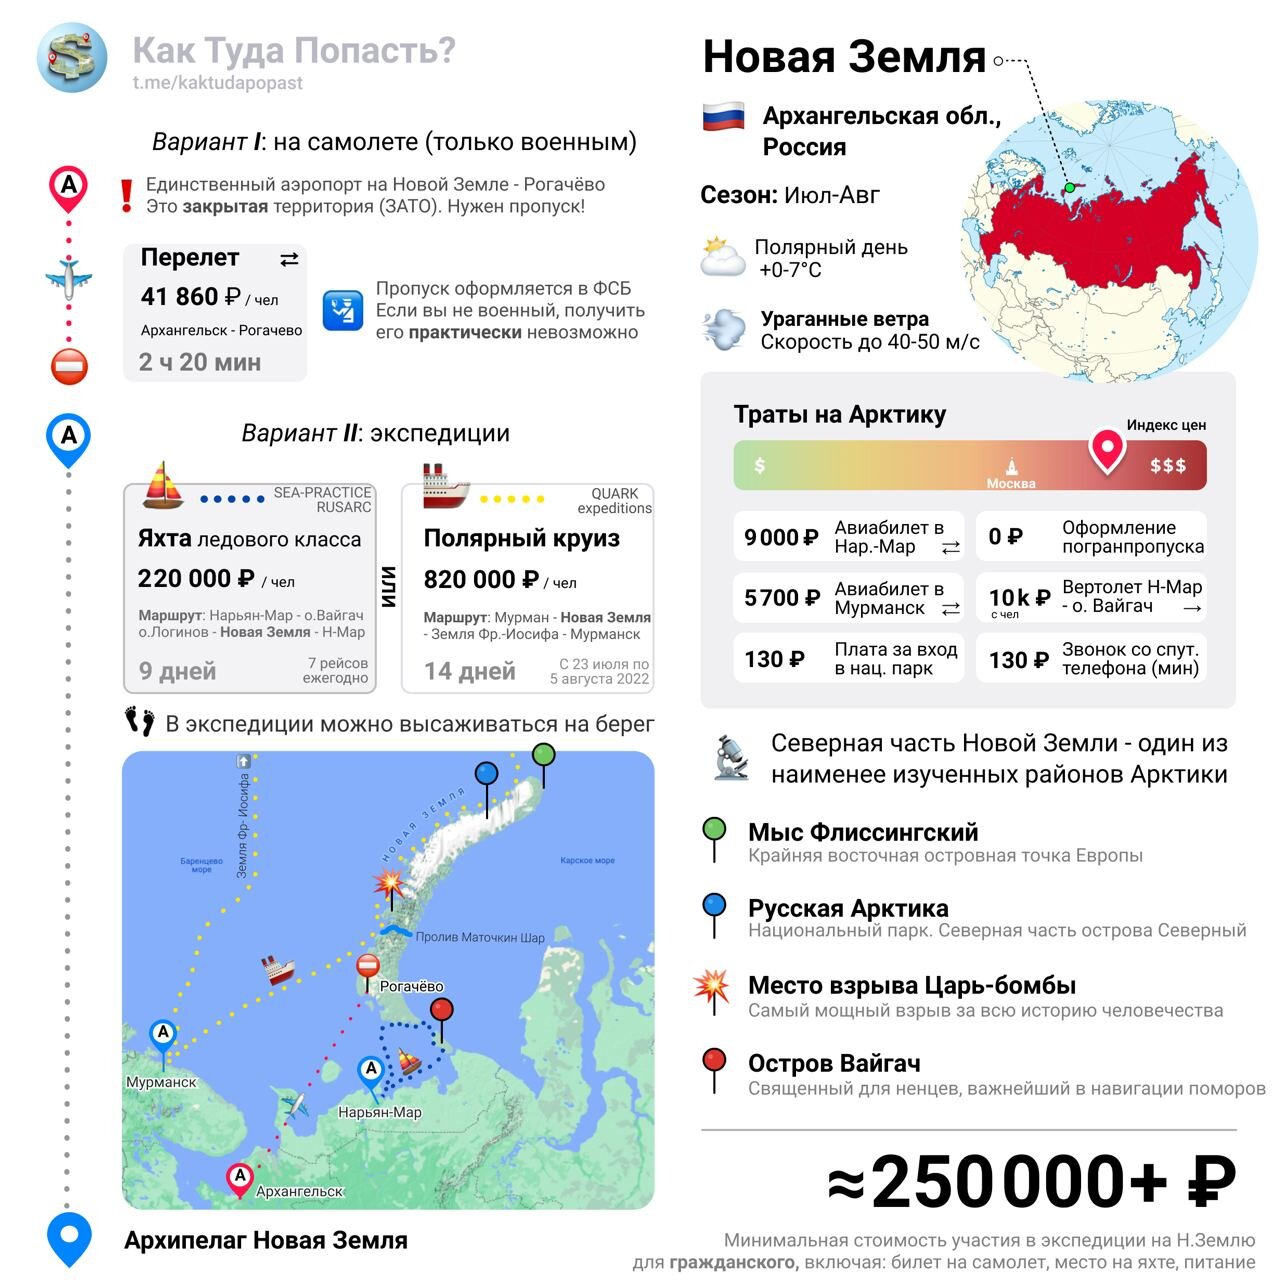 Как Туда Попасть?
t.me/kaktudapopast
Вариант I: на самолете (только военным)
A
Единственный аэропорт на Новой Земле - Рогачёво
Это закрытая территория (ЗАТО). Нужен пропуск!
Перелет
41 860 ₽ / чел
Архангельск - Рогачево
2 ч 20 мин
Пропуск оформляется в ФСБ
Если вы не военный, получить
его практически невозможно
A
Вариант II: экспедиции
SEA-PRACTICE
RUSARC
Яхта ледового класса
220 000 ₽ / чел
Маршрут: Нарьян-Мар - о.Вайгач
о.Логинов - Новая Земля - Н-Мар
9 дней
7 рейсов
ежегодно
ИЛИ
QUARK
expeditions
Полярный круиз
820 000 ₽ / чел
Маршрут: Мурман - Новая Земля
- Земля Фр.-Иосифа - Мурманск
14 дней
С 23 июля по
5 августа 2022
В экспедиции можно высаживаться на берег
Земля Фр- Иосифа
НОВАЯ ЗЕМЛЯ
Баренцево
море
Карское море
Пролив Маточкин Шар
Рогачёво
A
Мурманск
A
Нарьян-Мар
A
Архангельск
Архипелаг Новая Земля
Новая Земля
Архангельская обл.,
Россия
Сезон: Июл-Авг
Полярный день
+0-7°C
Ураганные ветра
Скорость до 40-50 м/с
Траты на Арктику
Индекс цен
$
Москва
$$$
9 000 ₽
Авиабилет в
Нар.-Мар
0 ₽
Оформление
погранпропуска
5 700 ₽
Авиабилет в
Мурманск
10k ₽
с чел
Вертолет Н-Мар
- о. Вайгач
130 ₽
Плата за вход
в нац. парк
130 ₽
Звонок со спут.
телефона (мин)
Северная часть Новой Земли - один из
наименее изученных районов Арктики
Мыс Флиссингский
Крайняя восточная островная точка Европы
Русская Арктика
Национальный парк. Северная часть острова Северный
Место взрыва Царь-бомбы
Самый мощный взрыв за всю историю человечества
Остров Вайгач
Священный для ненцев, важнейший в навигации поморов
≈250 000+ ₽
Минимальная стоимость участия в экспедиции на Н.Землю
для гражданского, включая: билет на самолет, место на яхте, питание